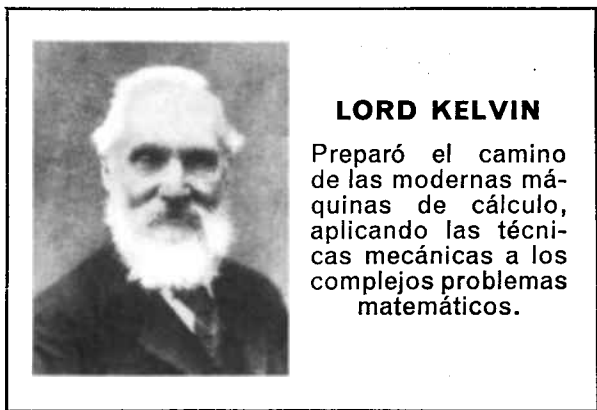 LORD KELVIN
Preparó el camino
de las modernas má-
quinas de cálculo,
aplicando las técni-
cas mecánicas a los
complejos problemas
matemáticos.